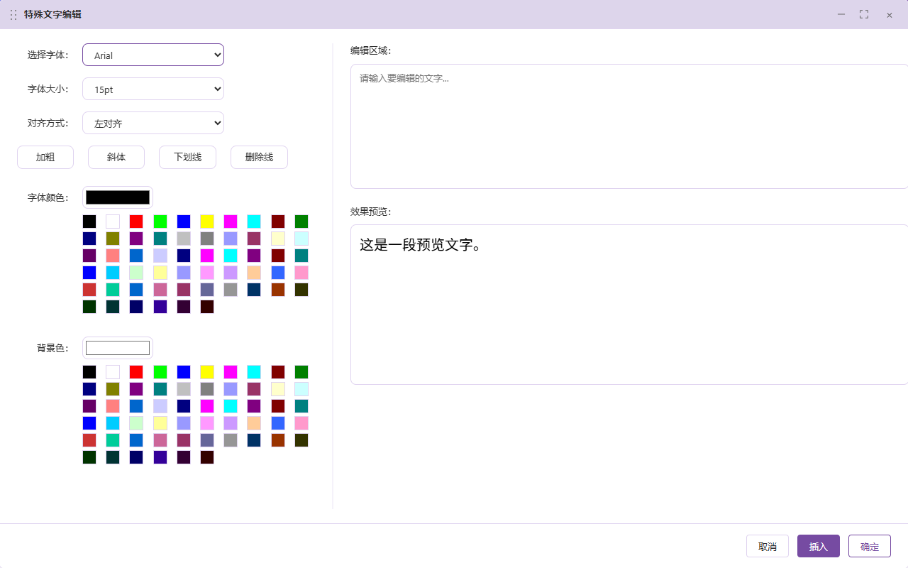 特殊文字编辑
选择字体:
Arial
字体大小:
15pt
对齐方式:
左对齐
加粗 斜体 下划线 删除线
字体颜色:
背景色:
编辑区域:
请输入要编辑的文字...
效果预览:
这是一段预览文字。
取消 插入 确定